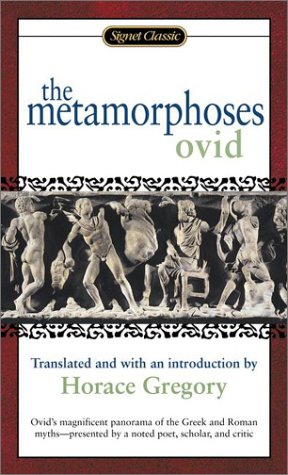 Signet Classic
the
metamorphoses
ovid
Translated and with an introduction by
Horace Gregory
Ovid's magnificent panorama of the Greek and Roman
myths—presented by a noted poet, scholar, and critic